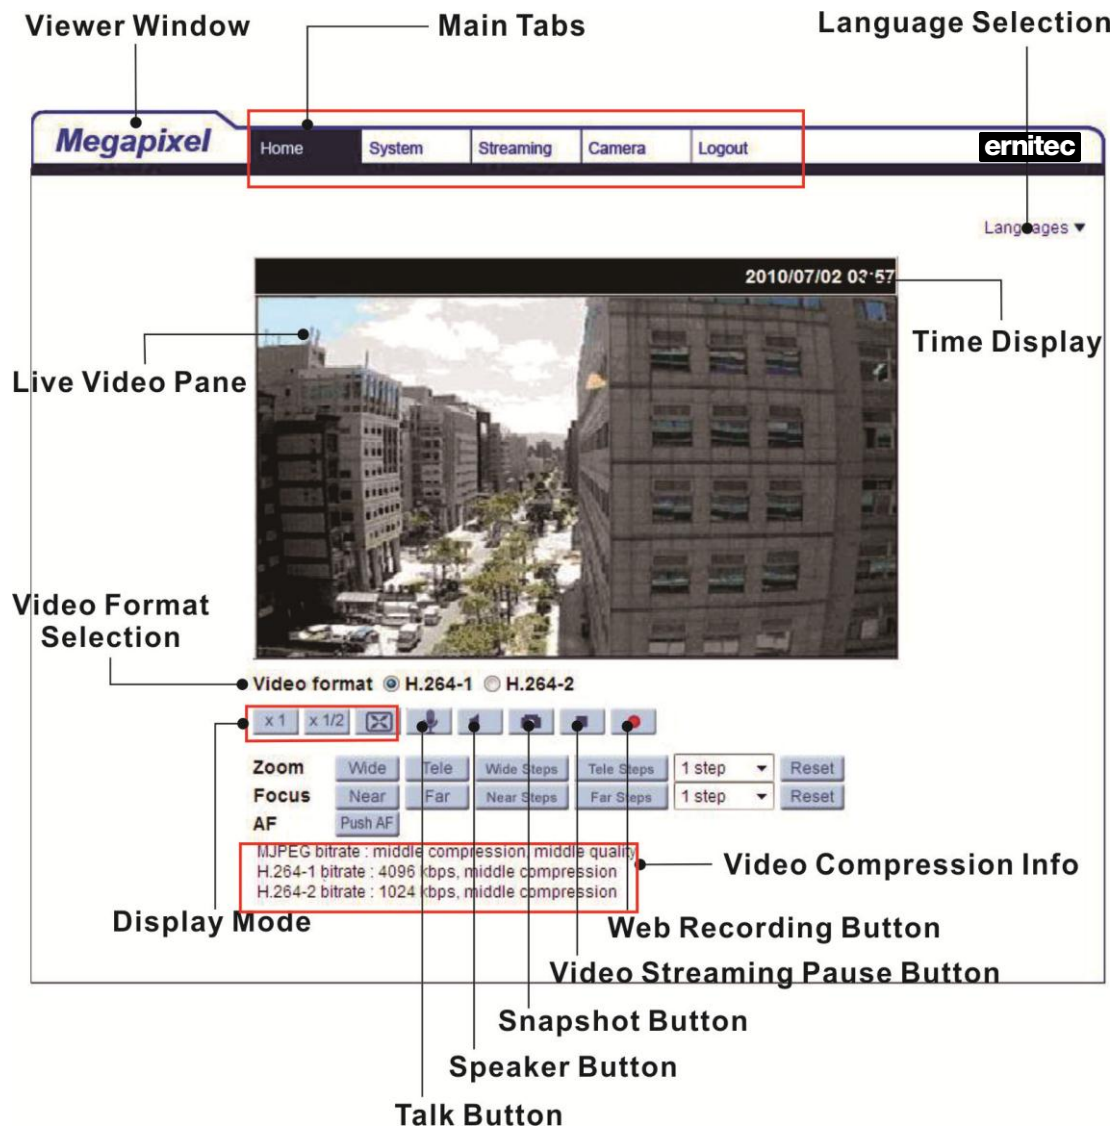 Viewer Window
Main Tabs
Language Selection
Megapixel
Home
System
Streaming
Camera
Logout
ernitec
Languages
2010/07/02 03:57
Time Display
Live Video Pane
Video Format
Selection
Video format H.264-1 H.264-2
x 1 x 1/2
Zoom Wide Tele Wide Steps Tele Steps 1 step Reset
Focus Near Far Near Steps Far Steps 1 step Reset
AF Push AF
MJPEG bitrate : middle compression, middle quality
H.264-1 bitrate : 4096 kbps, middle compression
H.264-2 bitrate : 1024 kbps, middle compression
Video Compression Info
Display Mode
Web Recording Button
Video Streaming Pause Button
Snapshot Button
Speaker Button
Talk Button